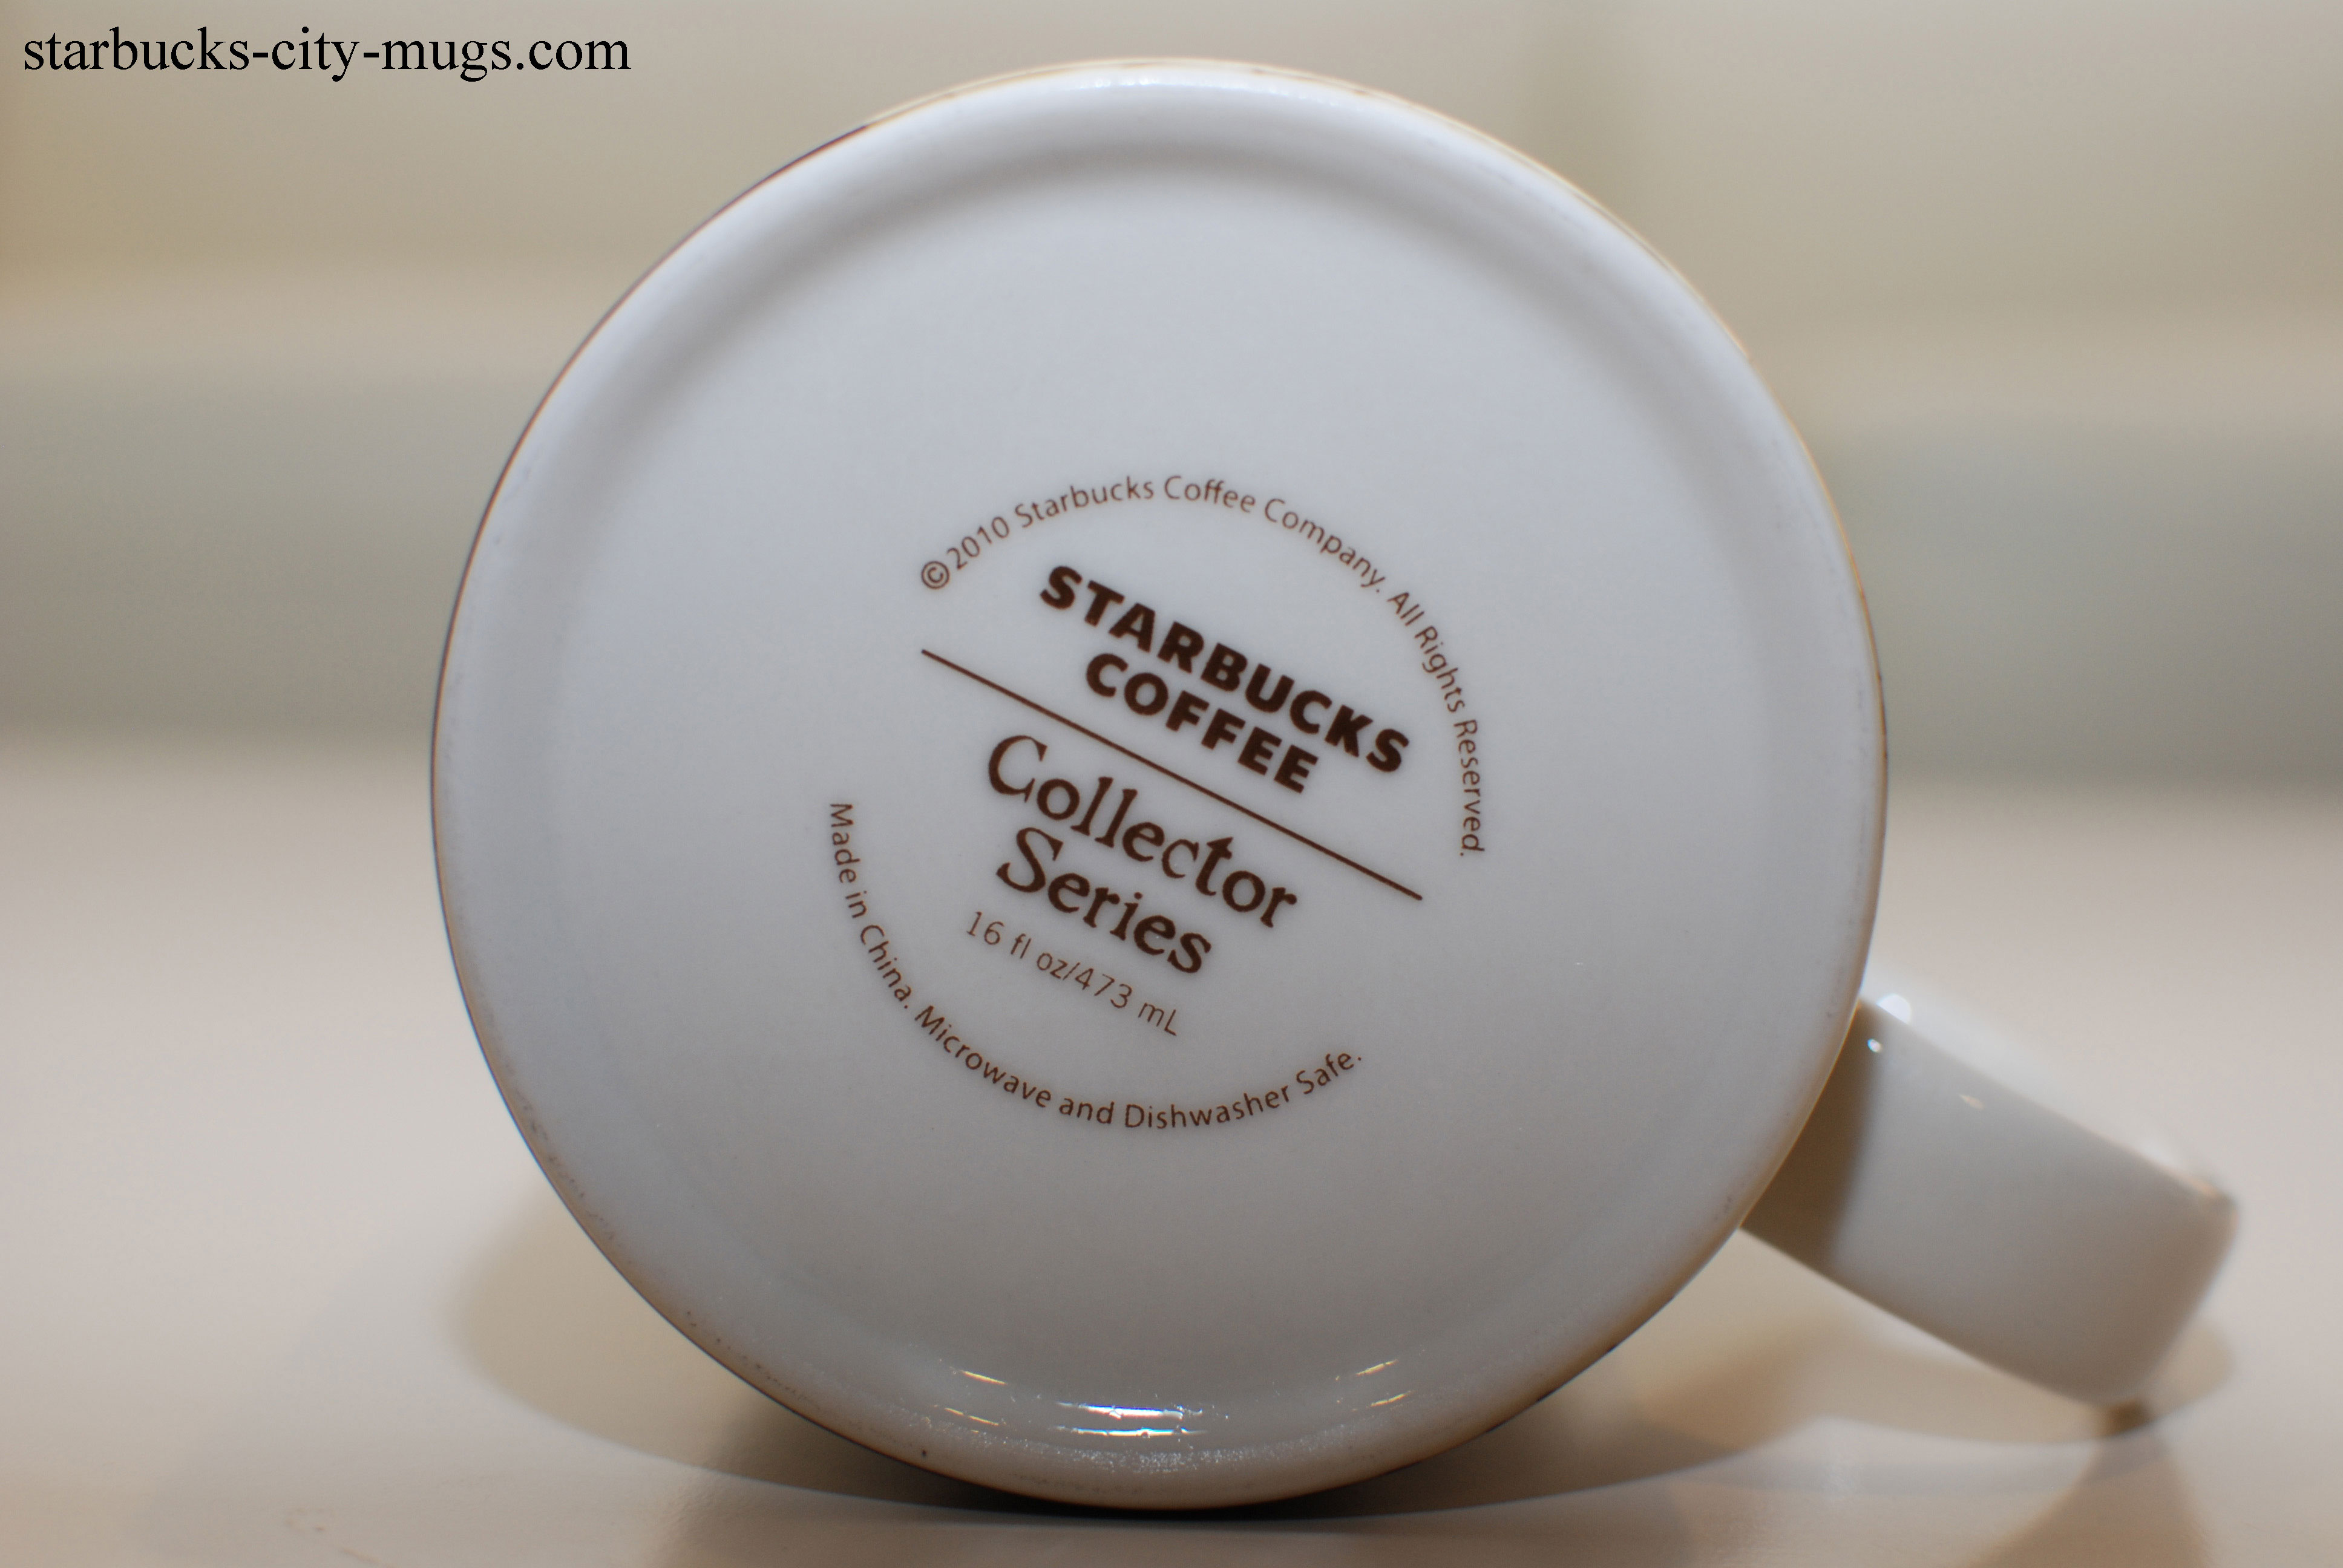 starbucks-city-mugs.com
©2010 Starbucks Coffee Company. All Rights Reserved.
STARBUCKS
COFFEE
Collector
Series
16 fl oz/473 mL
Made in China. Microwave and Dishwasher Safe.